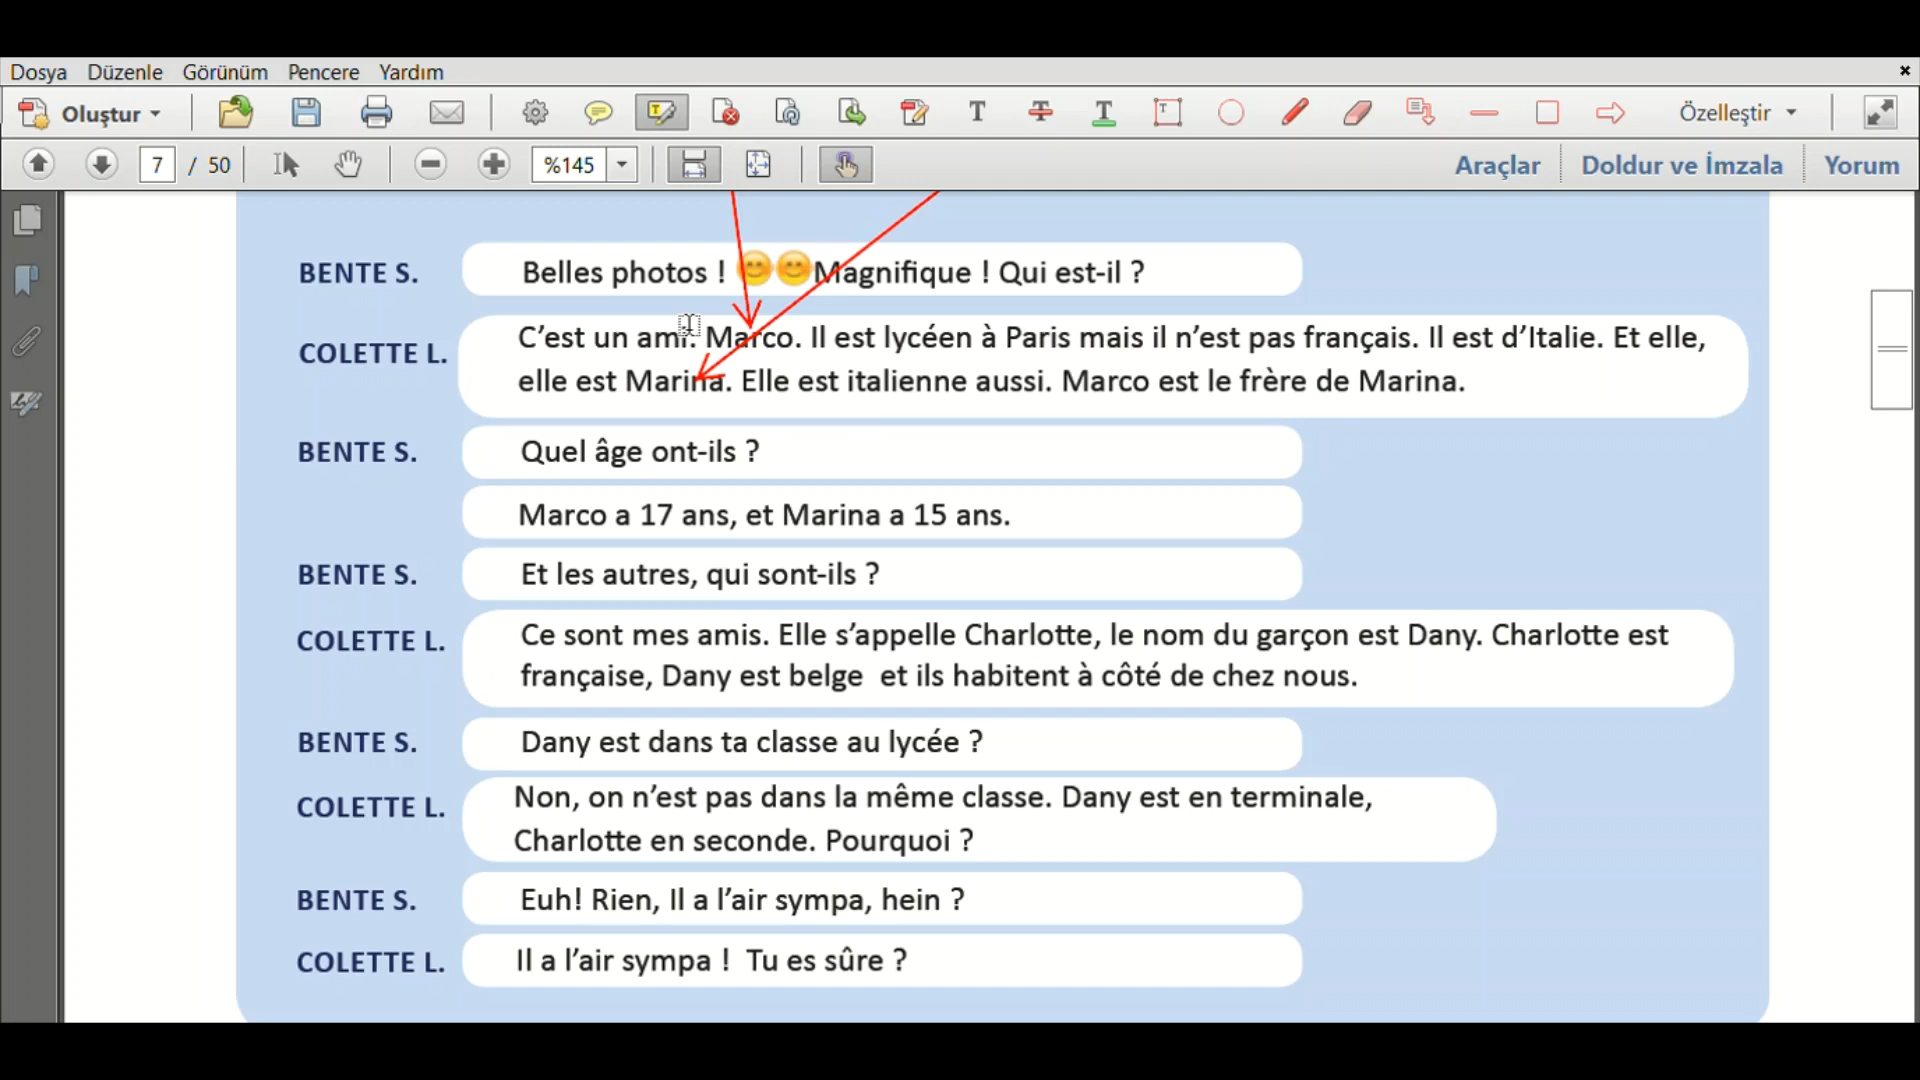 Dosya Düzenle Görünüm Pencere Yardım
Oluştur Özelleştir
7 / 50 %145 Araçlar Doldur ve İmzala Yorum
BENTE S. Belles photos ! 😊😊Magnifique ! Qui est-il ?
COLETTE L. C’est un ami. Marco. Il est lycéen à Paris mais il n’est pas français. Il est d’Italie. Et elle,
elle est Marina. Elle est italienne aussi. Marco est le frère de Marina.
BENTE S. Quel âge ont-ils ?
Marco a 17 ans, et Marina a 15 ans.
BENTE S. Et les autres, qui sont-ils ?
COLETTE L. Ce sont mes amis. Elle s’appelle Charlotte, le nom du garçon est Dany. Charlotte est
française, Dany est belge et ils habitent à côté de chez nous.
BENTE S. Dany est dans ta classe au lycée ?
COLETTE L. Non, on n’est pas dans la même classe. Dany est en terminale,
Charlotte en seconde. Pourquoi ?
BENTE S. Euh! Rien, Il a l’air sympa, hein ?
COLETTE L. Il a l’air sympa ! Tu es sûre ?